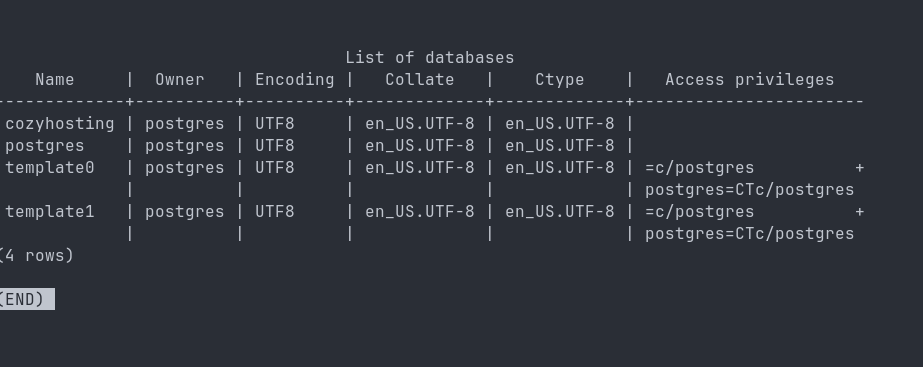 List of databases
    Name     |  Owner   | Encoding |   Collate   |    Ctype    |   Access privileges
-------------+----------+----------+-------------+-------------+-----------------------
 cozyhosting | postgres | UTF8     | en_US.UTF-8 | en_US.UTF-8 |
 postgres    | postgres | UTF8     | en_US.UTF-8 | en_US.UTF-8 |
 template0   | postgres | UTF8     | en_US.UTF-8 | en_US.UTF-8 | =c/postgres          +
             |          |          |             |             | postgres=CTc/postgres
 template1   | postgres | UTF8     | en_US.UTF-8 | en_US.UTF-8 | =c/postgres          +
             |          |          |             |             | postgres=CTc/postgres
(4 rows)
(END)